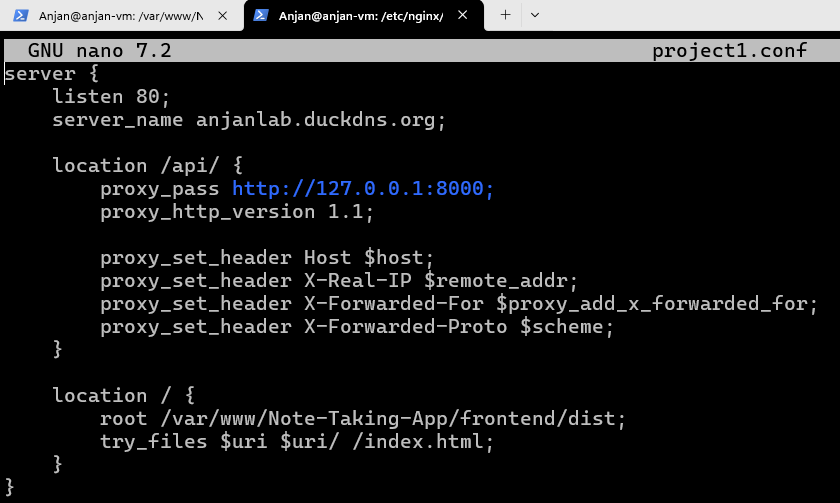 Anjan@anjan-vm: /var/www/N
Anjan@anjan-vm: /etc/nginx/
GNU nano 7.2 project1.conf
server {
    listen 80;
    server_name anjanlab.duckdns.org;

    location /api/ {
        proxy_pass http://127.0.0.1:8000;
        proxy_http_version 1.1;

        proxy_set_header Host $host;
        proxy_set_header X-Real-IP $remote_addr;
        proxy_set_header X-Forwarded-For $proxy_add_x_forwarded_for;
        proxy_set_header X-Forwarded-Proto $scheme;
    }

    location / {
        root /var/www/Note-Taking-App/frontend/dist;
        try_files $uri $uri/ /index.html;
    }
}